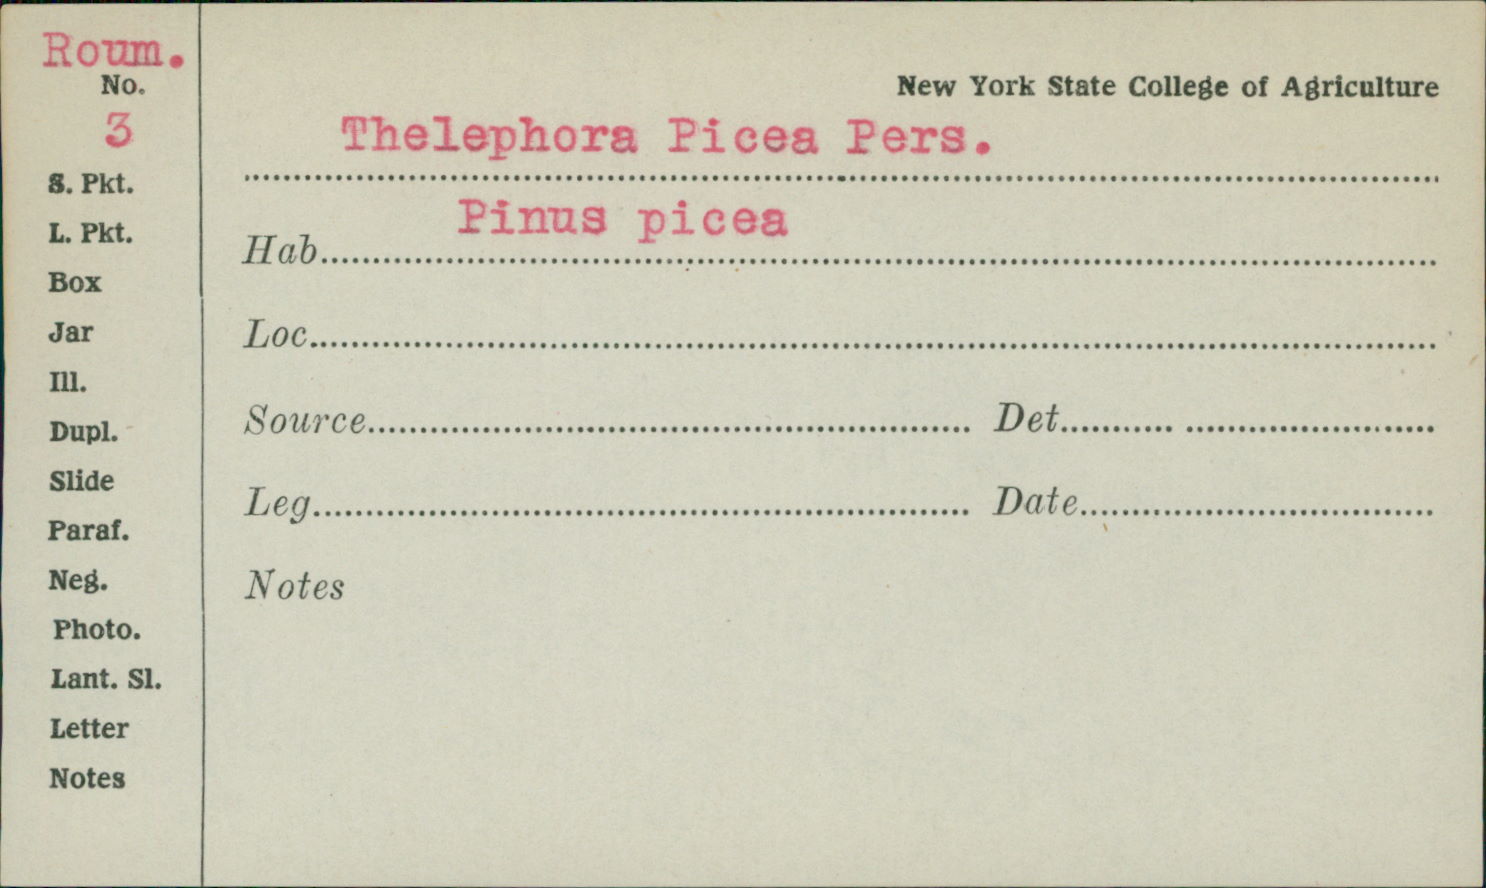 Roum.
No.
3
S. Pkt.
L. Pkt.
Box
Jar
Ill.
Dupl.
Slide
Paraf.
Neg.
Photo.
Lant. Sl.
Letter
Notes
New York State College of Agriculture
Thelephora Picea Pers.
Pinus picea
Hab.
Loc.
Source. Det.
Leg. Date.
Notes